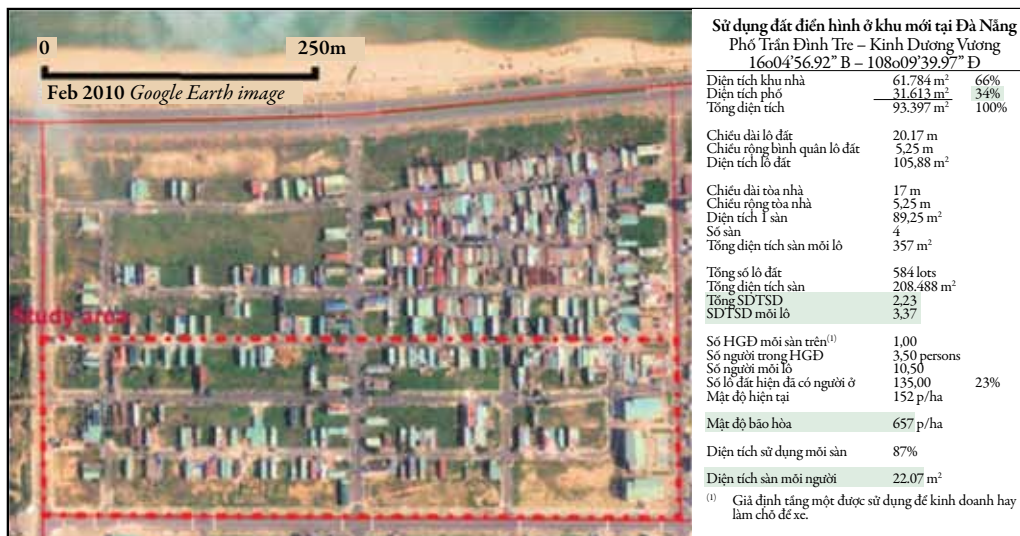 0 250m
Feb 2010 Google Earth image
Study area
Sử dụng đất điển hình ở khu mới tại Đà Nẵng
Phố Trần Đình Tre – Kinh Dương Vương
16o04’56.92” B – 108o09’39.97” Đ
Diện tích khu nhà 61.784 m² 66%
Diện tích phố 31.613 m² 34%
Tổng diện tích 93.397 m² 100%
Chiều dài lô đất 20.17 m
Chiều rộng bình quân lô đất 5,25 m
Diện tích lô đất 105,88 m²
Chiều dài tòa nhà 17 m
Chiều rộng tòa nhà 5,25 m
Diện tích 1 sàn 89,25 m²
Số sàn 4
Tổng diện tích sàn mỗi lô 357 m²
Tổng số lô đất 584 lots
Tổng diện tích sàn 208.488 m²
Tổng SDTSD 2,23
SDTSD mỗi lô 3,37
Số HGĐ mỗi sàn trên⁽¹⁾ 1,00
Số người trong HGĐ 3,50 persons
Số người mỗi lô 10,50
Số lô đất hiện đã có người ở 135,00 23%
Mật độ hiện tại 152 p/ha
Mật độ bão hòa 657 p/ha
Diện tích sử dụng mỗi sàn 87%
Diện tích sàn mỗi người 22.07 m²
⁽¹⁾ Giả định tầng một được sử dụng để kinh doanh hay
làm chỗ để xe.